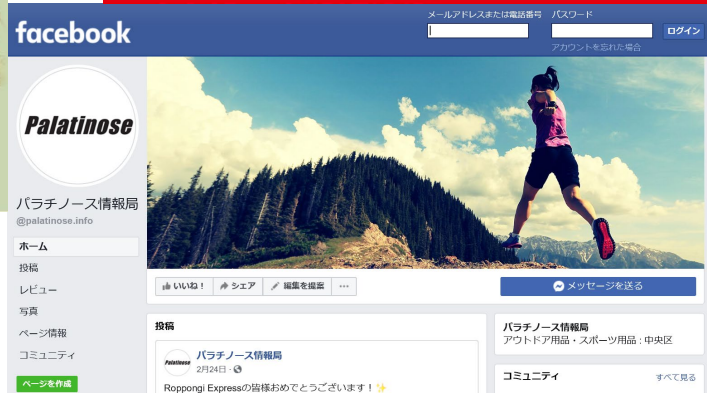 facebook
メールアドレスまたは電話番号 パスワード
ログイン
アカウントを忘れた場合
Palatinose
パラチノース情報局
@palatinose.info
ホーム
投稿
レビュー
写真
ページ情報
コミュニティ
ページを作成
いいね！ シェア 編集を提案 ...
メッセージを送る
投稿
Palatinose
パラチノース情報局
2月24日 ·
Roppongi Expressの皆様おめでとうございます！✨
パラチノース情報局
アウトドア用品・スポーツ用品 : 中央区
コミュニティ すべて見る